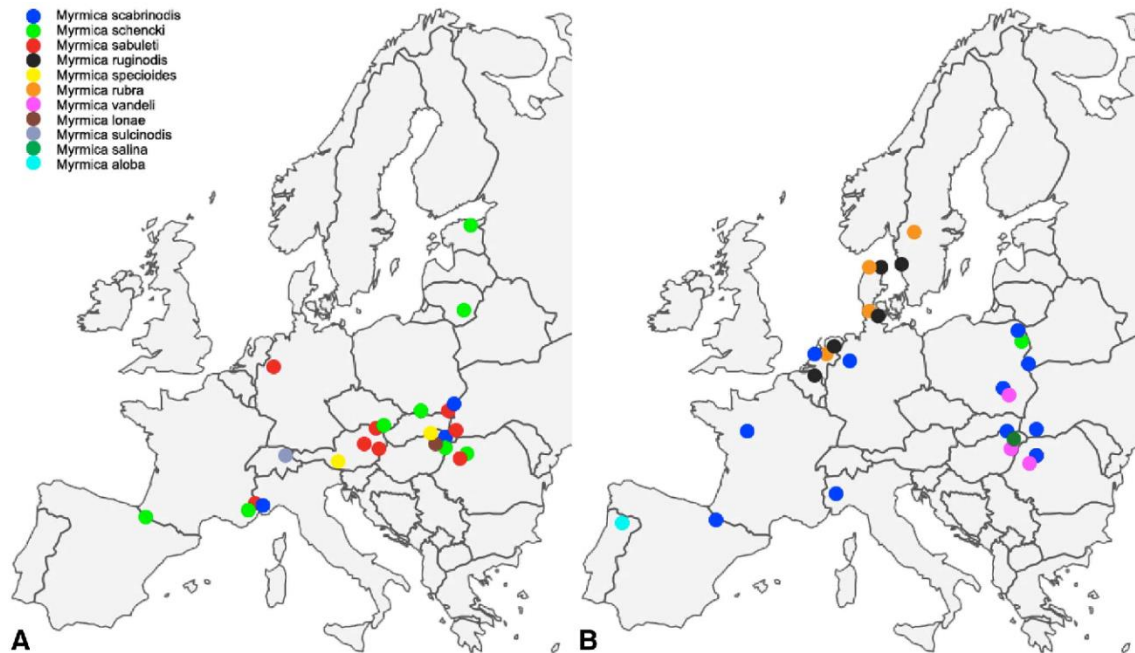 Myrmica scabrinodis
Myrmica schencki
Myrmica sabuleti
Myrmica ruginodis
Myrmica specioides
Myrmica rubra
Myrmica vandeli
Myrmica lonae
Myrmica sulcinodis
Myrmica salina
Myrmica aloba
A
B